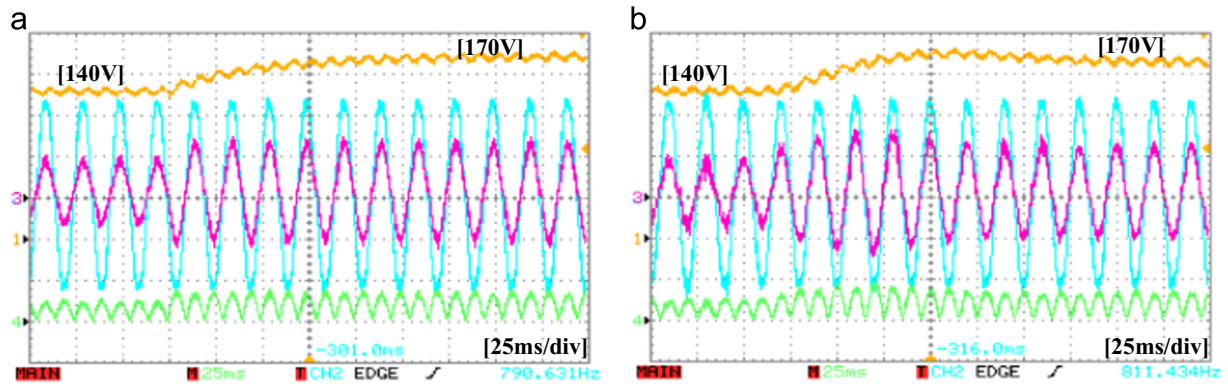 a
[140V]
[170V]
3
1
4
-301.0ms
[25ms/div]
MAIN
M 25ms
T CH2 EDGE
790.631Hz
b
[140V]
[170V]
3
1
4
-316.0ms
[25ms/div]
MAIN
M 25ms
T CH2 EDGE
811.434Hz